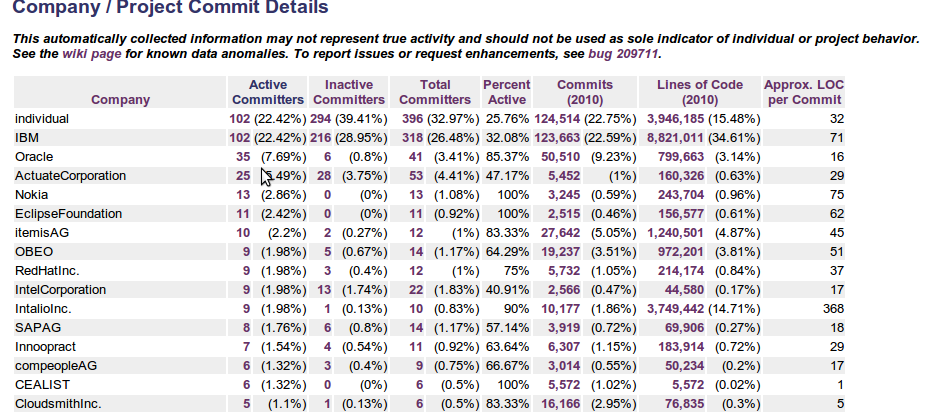 Company / Project Commit Details
This automatically collected information may not represent true activity and should not be used as sole indicator of individual or project behavior.
See the wiki page for known data anomalies. To report issues or request enhancements, see bug 209711.
Company Active Committers Inactive Committers Total Committers Percent Active Commits (2010) Lines of Code (2010) Approx. LOC per Commit
individual 102 (22.42%) 294 (39.41%) 396 (32.97%) 25.76% 124,514 (22.75%) 3,946,185 (15.48%) 32
IBM 102 (22.42%) 216 (28.95%) 318 (26.48%) 32.08% 123,663 (22.59%) 8,821,011 (34.61%) 71
Oracle 35 (7.69%) 6 (0.8%) 41 (3.41%) 85.37% 50,510 (9.23%) 799,663 (3.14%) 16
ActuateCorporation 25 28 (3.75%) 53 (4.41%) 47.17% 5,452 (1%) 160,326 (0.63%) 29
Nokia 13 (2.86%) 0 (0%) 13 (1.08%) 100% 3,245 (0.59%) 243,704 (0.96%) 75
EclipseFoundation 11 (2.42%) 0 (0%) 11 (0.92%) 100% 2,515 (0.46%) 156,577 (0.61%) 62
itemisAG 10 (2.2%) 2 (0.27%) 12 (1%) 83.33% 27,642 (5.05%) 1,240,501 (4.87%) 45
OBEO 9 (1.98%) 5 (0.67%) 14 (1.17%) 64.29% 19,237 (3.51%) 972,201 (3.81%) 51
RedHatInc. 9 (1.98%) 3 (0.4%) 12 (1%) 75% 5,732 (1.05%) 214,174 (0.84%) 37
IntelCorporation 9 (1.98%) 13 (1.74%) 22 (1.83%) 40.91% 2,566 (0.47%) 44,580 (0.17%) 17
IntalioInc. 9 (1.98%) 1 (0.13%) 10 (0.83%) 90% 10,177 (1.86%) 3,749,442 (14.71%) 368
SAPAG 8 (1.76%) 6 (0.8%) 14 (1.17%) 57.14% 3,919 (0.72%) 69,906 (0.27%) 18
Innoopract 7 (1.54%) 4 (0.54%) 11 (0.92%) 63.64% 6,307 (1.15%) 183,914 (0.72%) 29
compeopleAG 6 (1.32%) 3 (0.4%) 9 (0.75%) 66.67% 3,014 (0.55%) 50,234 (0.2%) 17
CEALIST 6 (1.32%) 0 (0%) 6 (0.5%) 100% 5,572 (1.02%) 5,572 (0.02%) 1
CloudsmithInc. 5 (1.1%) 1 (0.13%) 6 (0.5%) 83.33% 16,166 (2.95%) 76,835 (0.3%) 5